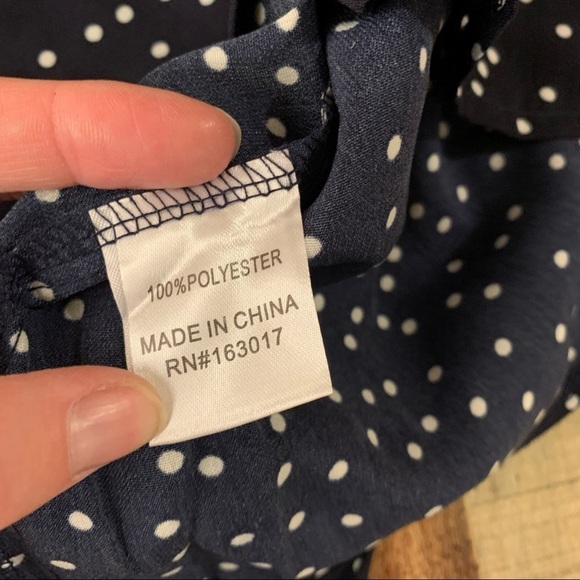 100%POLYESTER
MADE IN CHINA
RN#163017